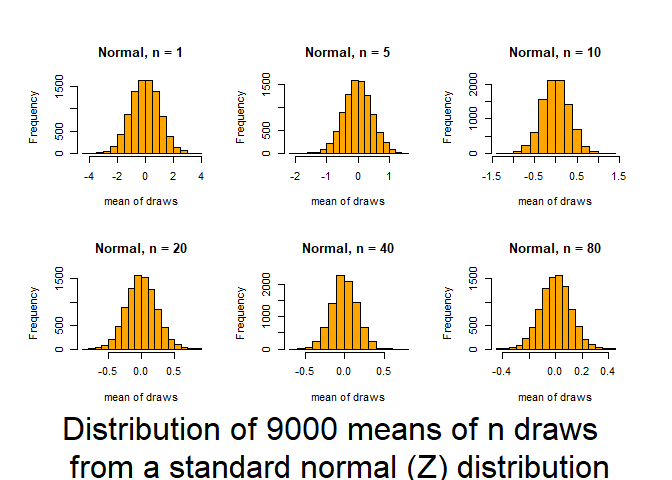 Normal, n = 1
Frequency
0 500 1500
-4 -2 0 2 4
mean of draws
Normal, n = 5
Frequency
0 500 1500
-2 -1 0 1
mean of draws
Normal, n = 10
Frequency
0 1000 2000
-1.5 -0.5 0.5 1.5
mean of draws
Normal, n = 20
Frequency
0 500 1500
-0.5 0.0 0.5
mean of draws
Normal, n = 40
Frequency
0 1000 2000
-0.5 0.0 0.5
mean of draws
Normal, n = 80
Frequency
0 500 1500
-0.4 0.0 0.2 0.4
mean of draws
Distribution of 9000 means of n draws
from a standard normal (Z) distribution